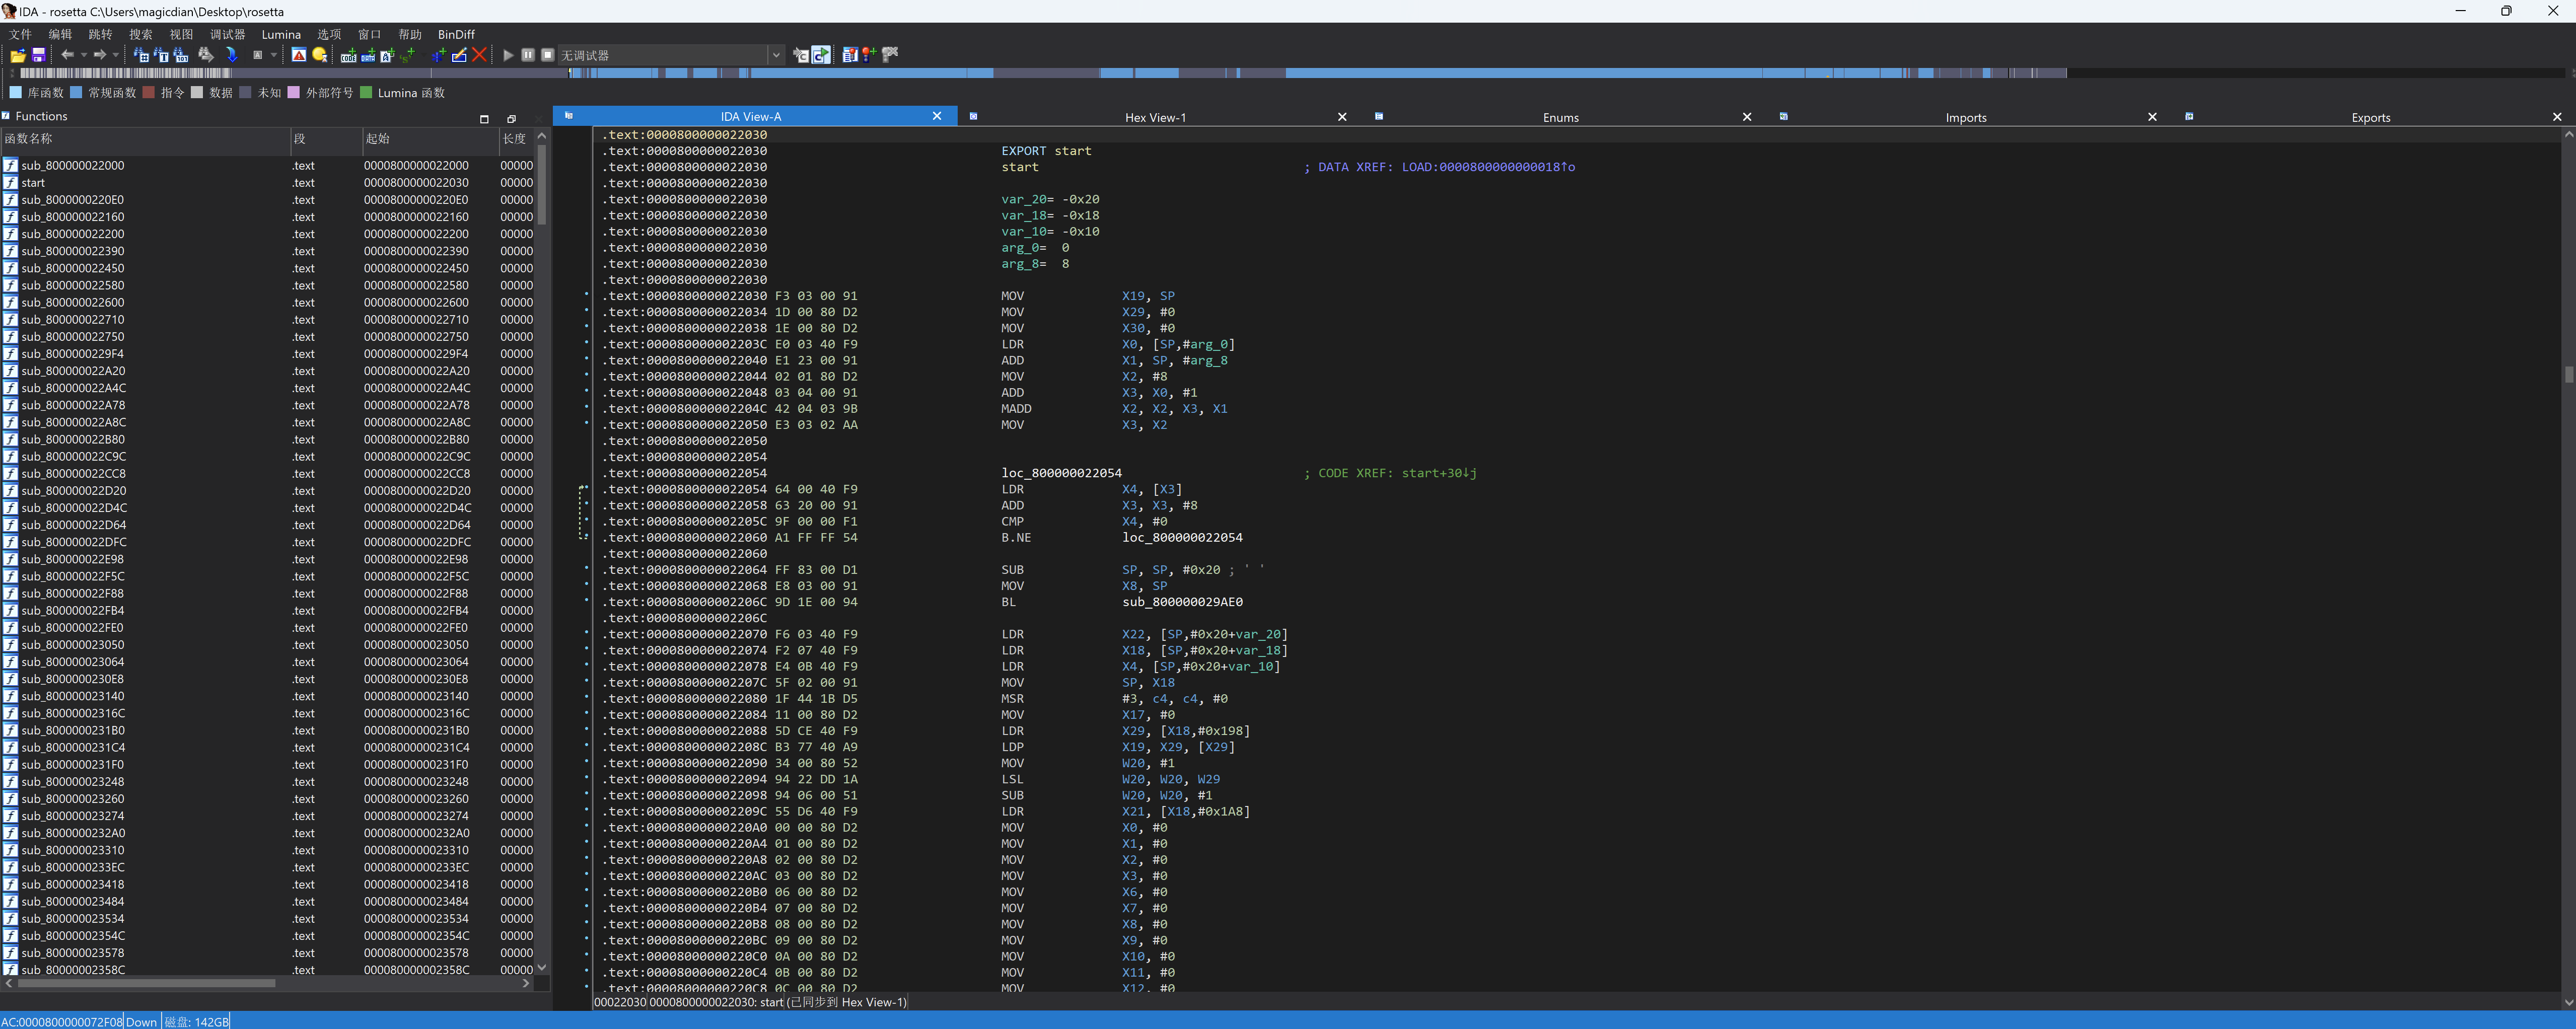 IDA - rosetta C:\Users\magicdian\Desktop\rosetta
文件 编辑 跳转 搜索 视图 调试器 Lumina 选项 窗口 帮助 BinDiff
无调试器
库函数 常规函数 指令 数据 未知 外部符号 Lumina 函数
Functions
函数名称 段 起始 长度
sub_800000022000 .text 0000800000022000 00000
start .text 0000800000022030 00000
sub_8000000220E0 .text 00008000000220E0 00000
sub_800000022160 .text 0000800000022160 00000
sub_800000022200 .text 0000800000022200 00000
sub_800000022390 .text 0000800000022390 00000
sub_800000022450 .text 0000800000022450 00000
sub_800000022580 .text 0000800000022580 00000
sub_800000022600 .text 0000800000022600 00000
sub_800000022710 .text 0000800000022710 00000
sub_800000022750 .text 0000800000022750 00000
sub_8000000229F4 .text 00008000000229F4 00000
sub_800000022A20 .text 0000800000022A20 00000
sub_800000022A4C .text 0000800000022A4C 00000
sub_800000022A78 .text 0000800000022A78 00000
sub_800000022A8C .text 0000800000022A8C 00000
sub_800000022B80 .text 0000800000022B80 00000
sub_800000022C9C .text 0000800000022C9C 00000
sub_800000022CC8 .text 0000800000022CC8 00000
sub_800000022D20 .text 0000800000022D20 00000
sub_800000022D4C .text 0000800000022D4C 00000
sub_800000022D64 .text 0000800000022D64 00000
sub_800000022DFC .text 0000800000022DFC 00000
sub_800000022E98 .text 0000800000022E98 00000
sub_800000022F5C .text 0000800000022F5C 00000
sub_800000022F88 .text 0000800000022F88 00000
sub_800000022FB4 .text 0000800000022FB4 00000
sub_800000022FE0 .text 0000800000022FE0 00000
sub_800000023050 .text 0000800000023050 00000
sub_800000023064 .text 0000800000023064 00000
sub_8000000230E8 .text 00008000000230E8 00000
sub_800000023140 .text 0000800000023140 00000
sub_80000002316C .text 000080000002316C 00000
sub_8000000231B0 .text 00008000000231B0 00000
sub_8000000231C4 .text 00008000000231C4 00000
sub_8000000231F0 .text 00008000000231F0 00000
sub_800000023248 .text 0000800000023248 00000
sub_800000023260 .text 0000800000023260 00000
sub_800000023274 .text 0000800000023274 00000
sub_8000000232A0 .text 00008000000232A0 00000
sub_800000023310 .text 0000800000023310 00000
sub_8000000233EC .text 00008000000233EC 00000
sub_800000023418 .text 0000800000023418 00000
sub_800000023484 .text 0000800000023484 00000
sub_800000023534 .text 0000800000023534 00000
sub_80000002354C .text 000080000002354C 00000
sub_800000023578 .text 0000800000023578 00000
sub_80000002358C .text 000080000002358C 00000
IDA View-A Hex View-1 Enums Imports Exports
.text:0000800000022030
.text:0000800000022030 EXPORT start
.text:0000800000022030 start ; DATA XREF: LOAD:0000800000000018↑o
.text:0000800000022030
.text:0000800000022030 var_20= -0x20
.text:0000800000022030 var_18= -0x18
.text:0000800000022030 var_10= -0x10
.text:0000800000022030 arg_0= 0
.text:0000800000022030 arg_8= 8
.text:0000800000022030
.text:0000800000022030 F3 03 00 91 MOV X19, SP
.text:0000800000022034 1D 00 80 D2 MOV X29, #0
.text:0000800000022038 1E 00 80 D2 MOV X30, #0
.text:000080000002203C E0 03 40 F9 LDR X0, [SP,#arg_0]
.text:0000800000022040 E1 23 00 91 ADD X1, SP, #arg_8
.text:0000800000022044 02 01 80 D2 MOV X2, #8
.text:0000800000022048 03 04 00 91 ADD X3, X0, #1
.text:000080000002204C 42 04 03 9B MADD X2, X2, X3, X1
.text:0000800000022050 E3 03 02 AA MOV X3, X2
.text:0000800000022050
.text:0000800000022054
.text:0000800000022054 loc_800000022054 ; CODE XREF: start+30↓j
.text:0000800000022054 64 00 40 F9 LDR X4, [X3]
.text:0000800000022058 63 20 00 91 ADD X3, X3, #8
.text:000080000002205C 9F 00 00 F1 CMP X4, #0
.text:0000800000022060 A1 FF FF 54 B.NE loc_800000022054
.text:0000800000022060
.text:0000800000022064 FF 83 00 D1 SUB SP, SP, #0x20 ; ' '
.text:0000800000022068 E8 03 00 91 MOV X8, SP
.text:000080000002206C 9D 1E 00 94 BL sub_800000029AE0
.text:000080000002206C
.text:0000800000022070 F6 03 40 F9 LDR X22, [SP,#0x20+var_20]
.text:0000800000022074 F2 07 40 F9 LDR X18, [SP,#0x20+var_18]
.text:0000800000022078 E4 0B 40 F9 LDR X4, [SP,#0x20+var_10]
.text:000080000002207C 5F 02 00 91 MOV SP, X18
.text:0000800000022080 1F 44 1B D5 MSR #3, c4, c4, #0
.text:0000800000022084 11 00 80 D2 MOV X17, #0
.text:0000800000022088 5D CE 40 F9 LDR X29, [X18,#0x198]
.text:000080000002208C B3 77 40 A9 LDP X19, X29, [X29]
.text:0000800000022090 34 00 80 52 MOV W20, #1
.text:0000800000022094 94 22 DD 1A LSL W20, W20, W29
.text:0000800000022098 94 06 00 51 SUB W20, W20, #1
.text:000080000002209C 55 D6 40 F9 LDR X21, [X18,#0x1A8]
.text:00008000000220A0 00 00 80 D2 MOV X0, #0
.text:00008000000220A4 01 00 80 D2 MOV X1, #0
.text:00008000000220A8 02 00 80 D2 MOV X2, #0
.text:00008000000220AC 03 00 80 D2 MOV X3, #0
.text:00008000000220B0 06 00 80 D2 MOV X6, #0
.text:00008000000220B4 07 00 80 D2 MOV X7, #0
.text:00008000000220B8 08 00 80 D2 MOV X8, #0
.text:00008000000220BC 09 00 80 D2 MOV X9, #0
.text:00008000000220C0 0A 00 80 D2 MOV X10, #0
.text:00008000000220C4 0B 00 80 D2 MOV X11, #0
.text:00008000000220C8 0C 00 80 D2 MOV X12, #0
00022030 0000800000022030: start (已同步到 Hex View-1)
AC:0000800000072F08 Down 磁盘: 142GB